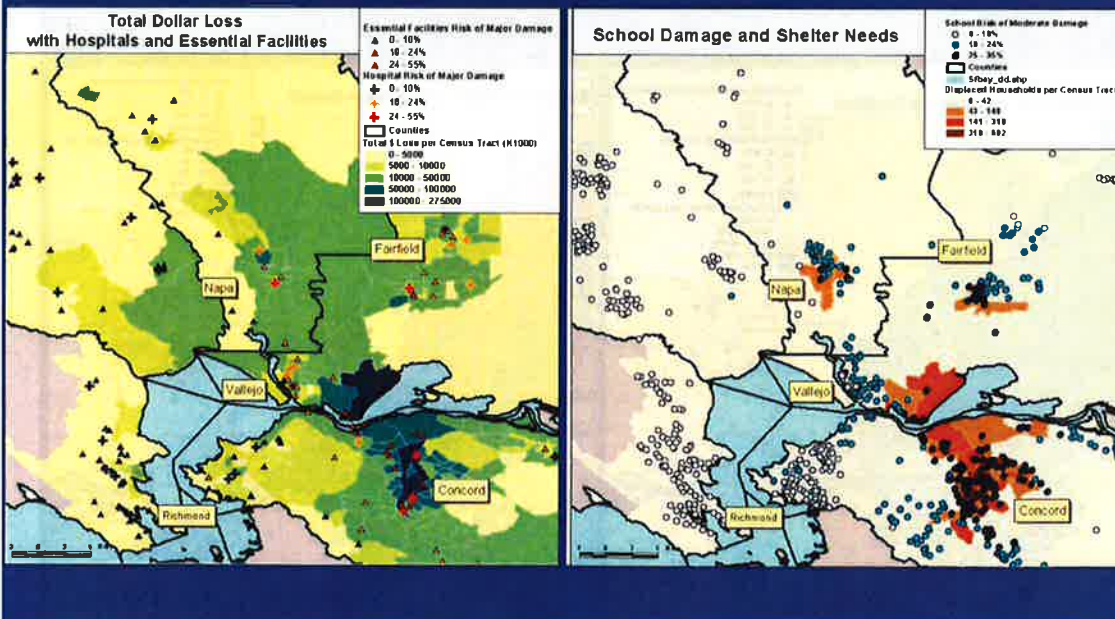 Total Dollar Loss
with Hospitals and Essential Facilities
Essential Facilities Risk of Major Damage
0 - 10%
10 - 24%
24 - 55%
Hospital Risk of Major Damage
0 - 10%
10 - 24%
24 - 55%
Counties
Total $ Loss per Census Tract (X1000)
0 - 5000
5000 - 10000
10000 - 50000
50000 - 100000
100000 - 275000
Fairfield
Napa
Vallejo
Concord
Richmond
School Damage and Shelter Needs
School Risk of Moderate Damage
0 - 10%
10 - 24%
25 - 35%
Counties
Sfbay_dd.shp
Displaced Households per Census Tract
0 - 42
43 - 140
141 - 310
Fairfield
Napa
Vallejo
Concord
Richmond